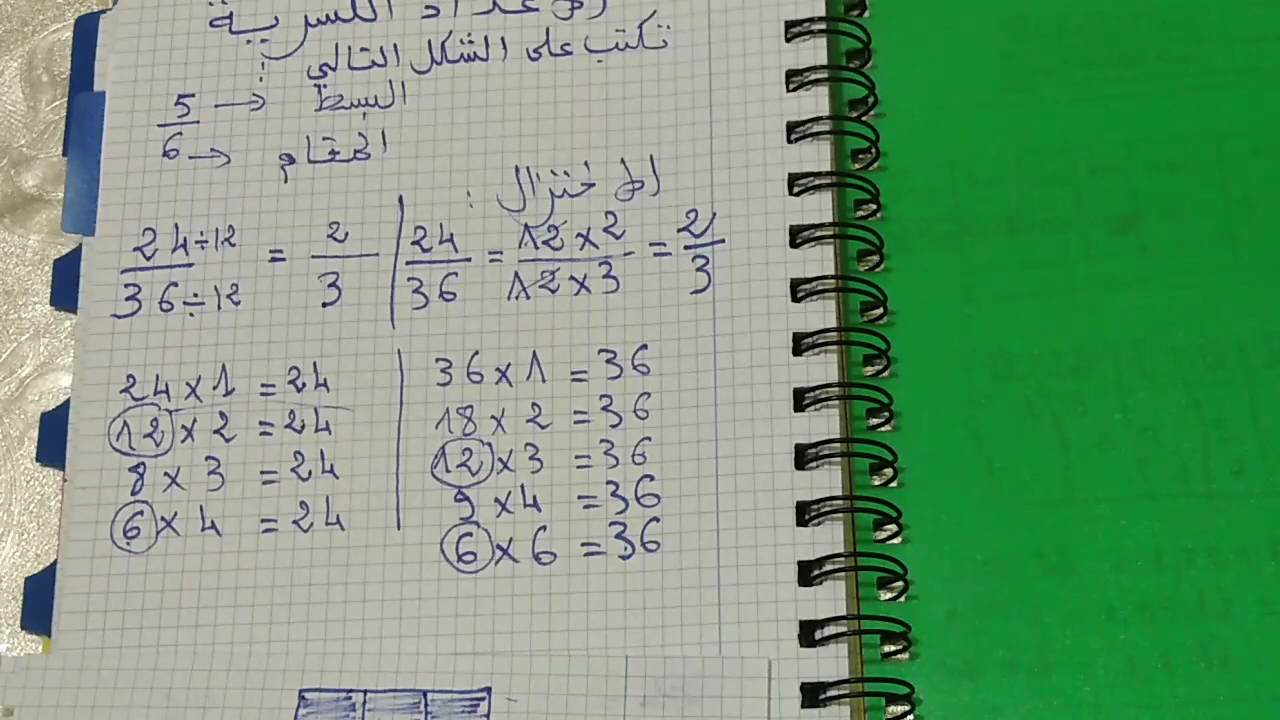 الأعداد الكسرية
تكتب على الشكل التالي :
5/6 → البسط
→ المقام
الاختزال :
24÷12/36÷12 = 2/3 | 24/36 = 12×2/12×3 = 2/3
24 × 1 = 24 | 36 × 1 = 36
12 × 2 = 24 | 18 × 2 = 36
8 × 3 = 24 | 12 × 3 = 36
6 × 4 = 24 | 9 × 4 = 36
6 × 6 = 36